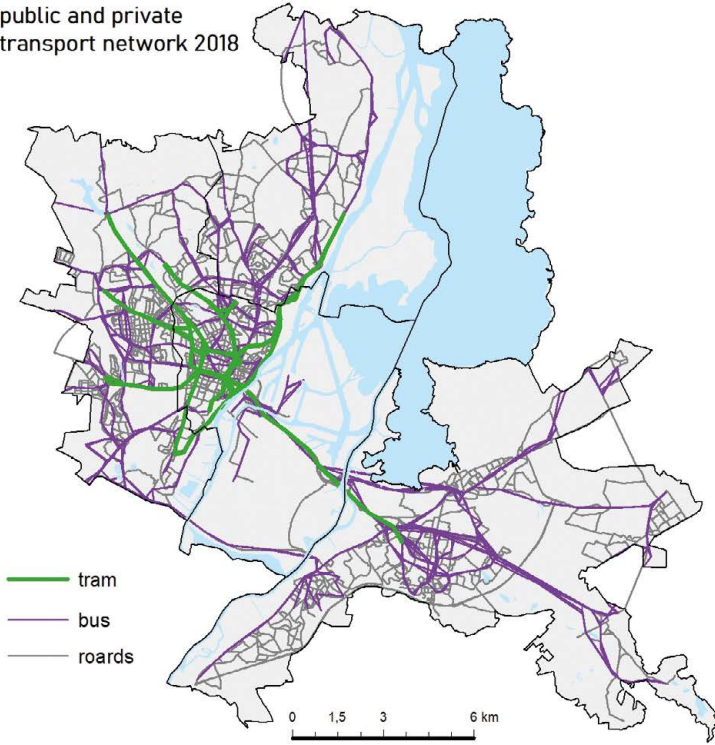 public and private
transport network 2018
tram
bus
roards
0 1,5 3 6 km